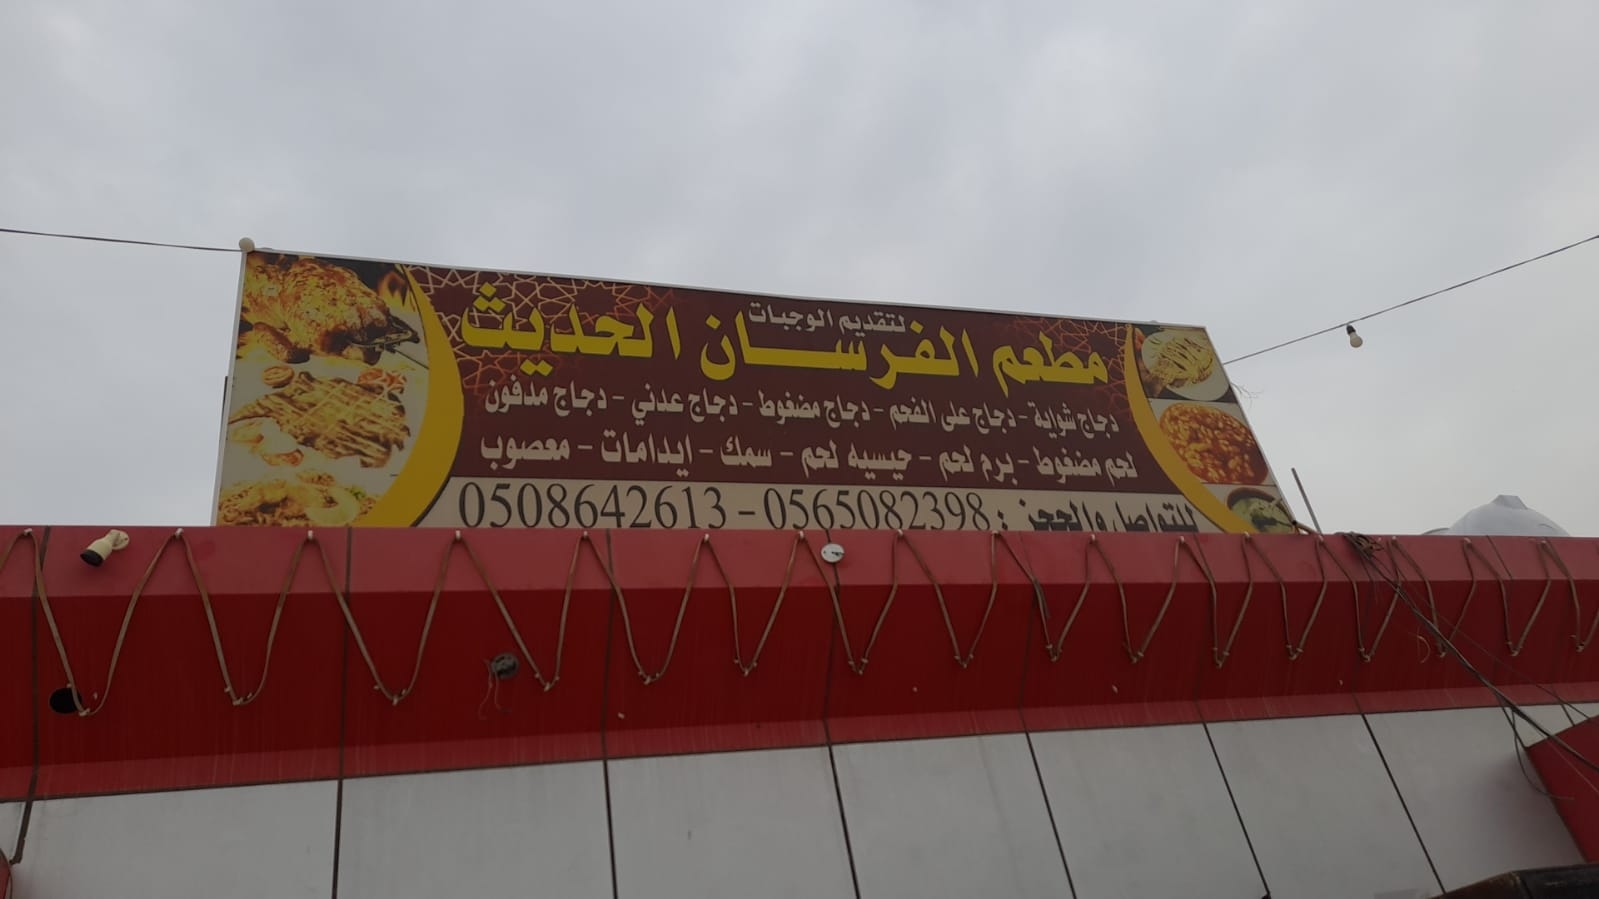 لتقديم الوجبات
مطعم الفرسان الحديث
دجاج شواية - دجاج على الفحم - دجاج مضغوط - دجاج عدني - دجاج مدفون
لحم مضغوط - برم لحم - حيسيه لحم - سمك - ايدامات - معصوب
للتواصل والحجز : 0565082398 - 0508642613